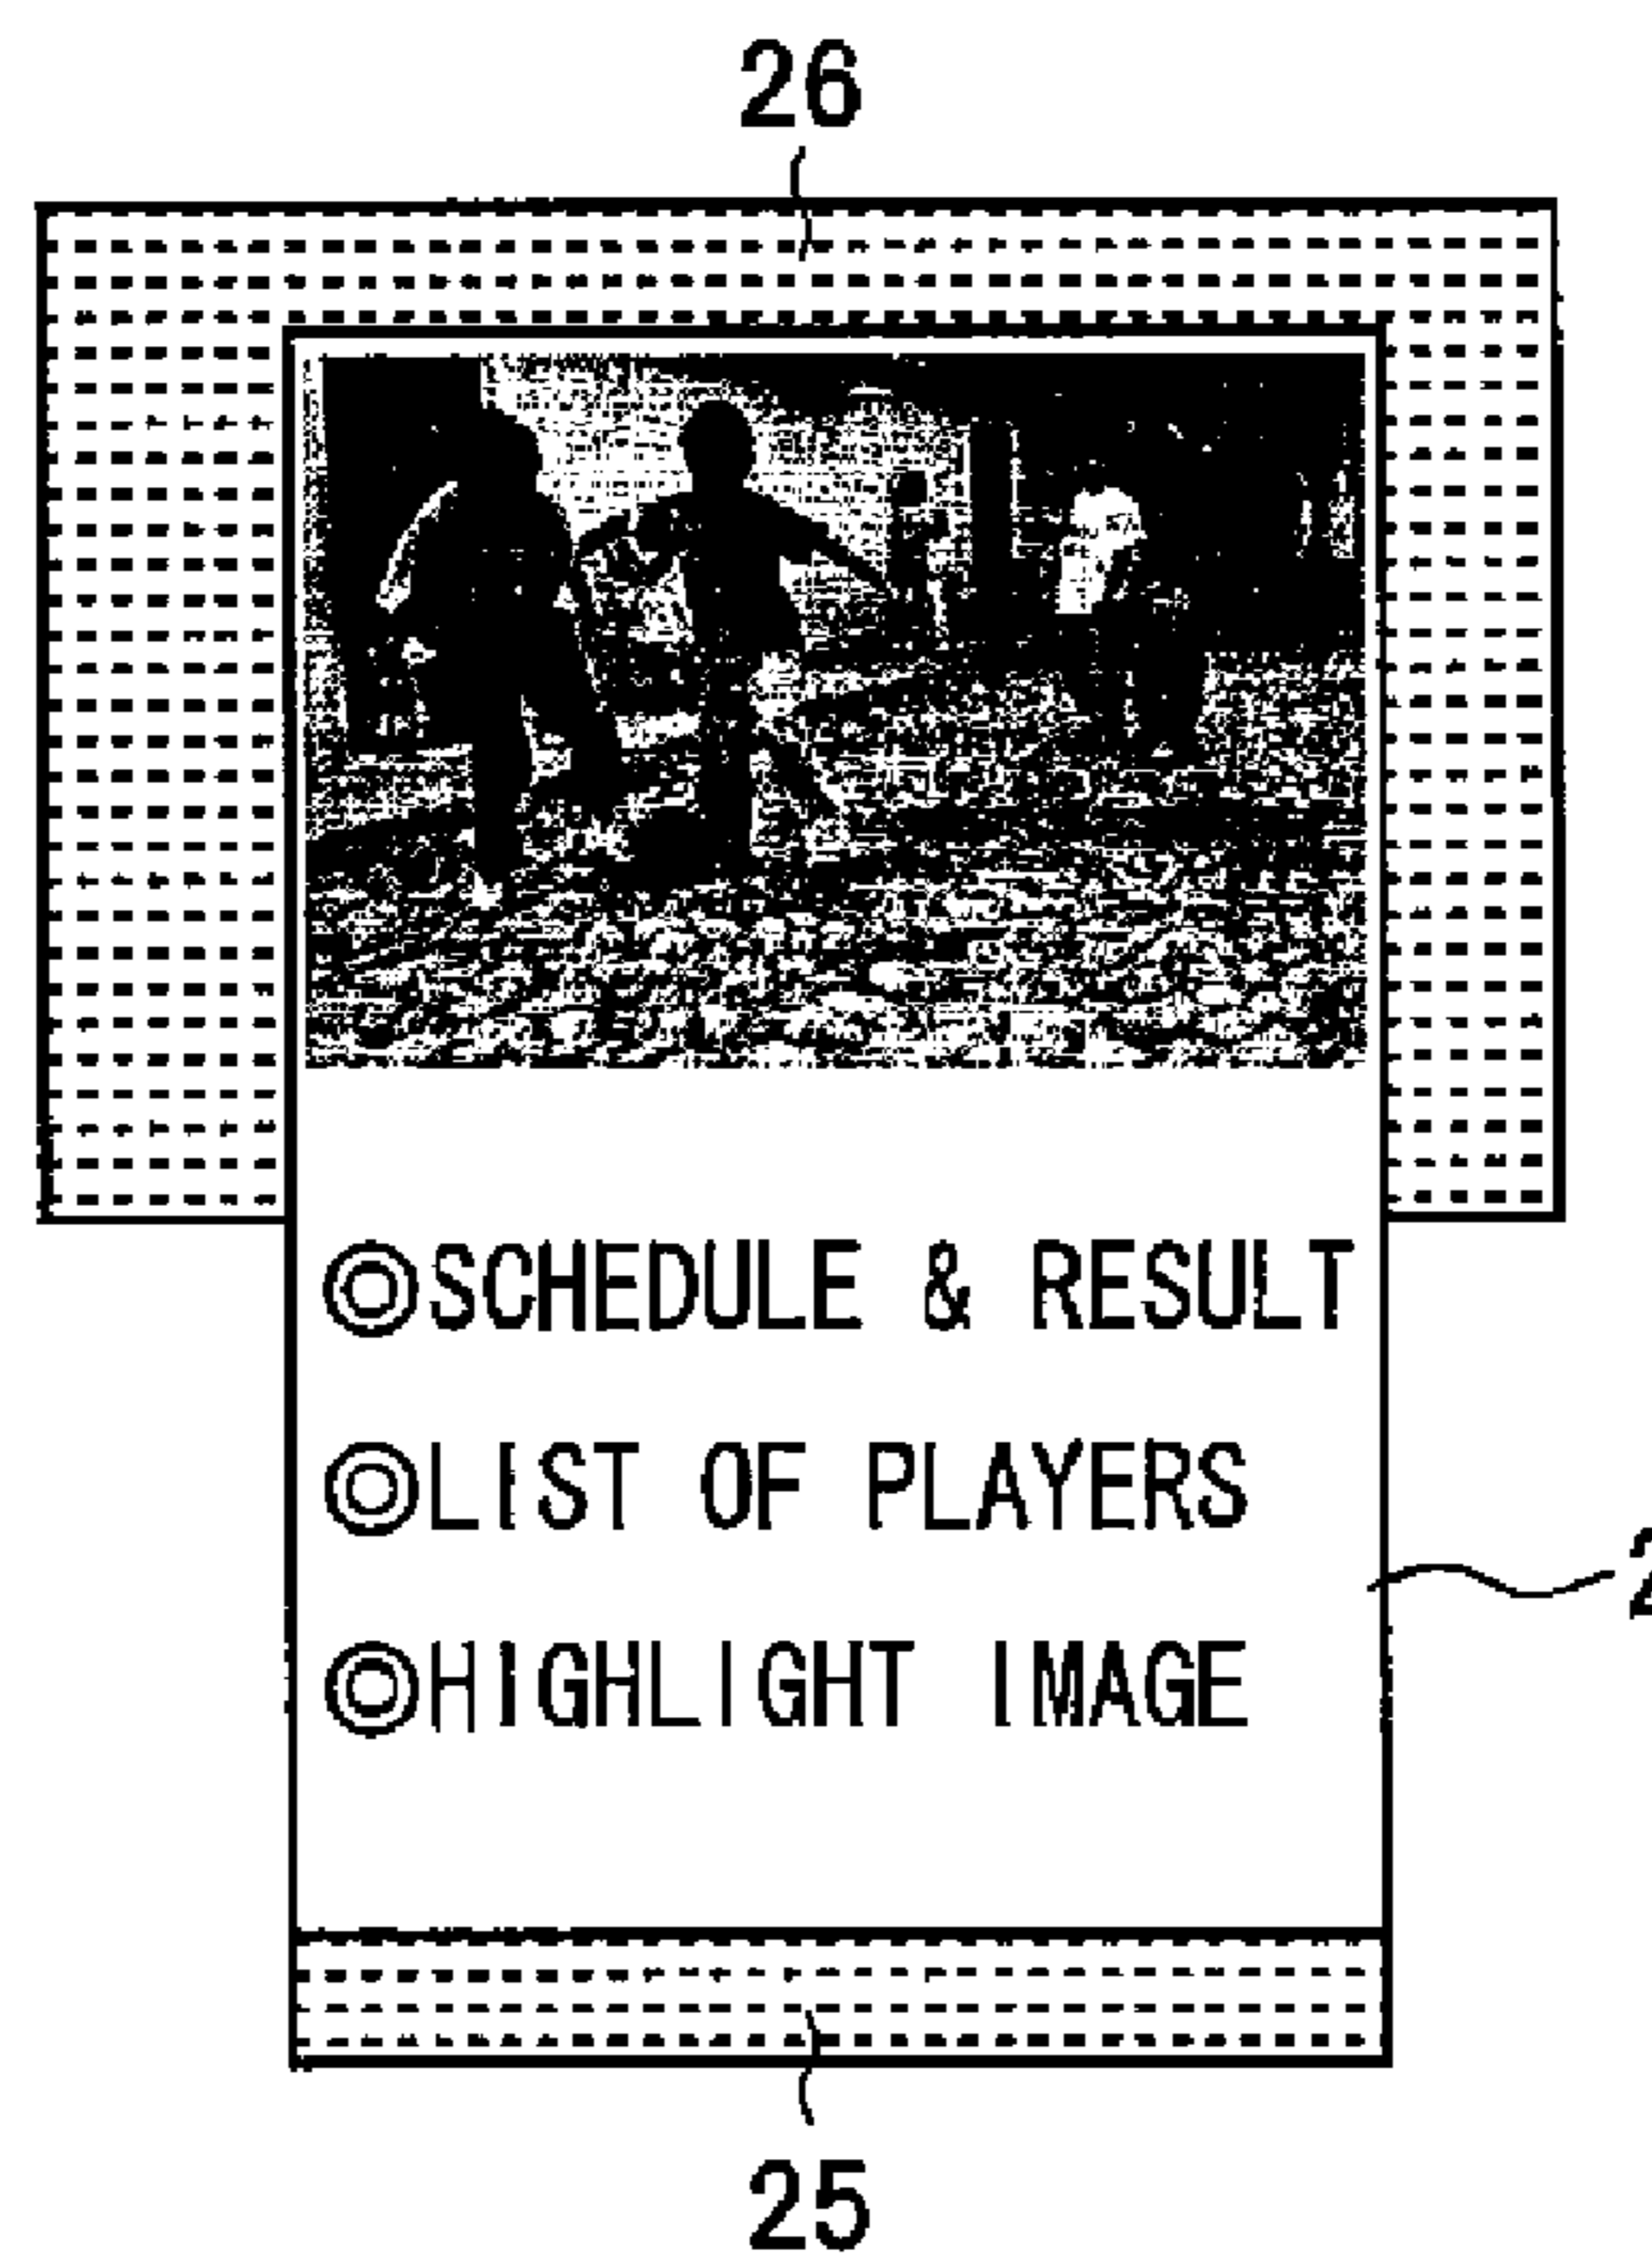 26
◎SCHEDULE & RESULT
◎LIST OF PLAYERS
◎HIGHLIGHT IMAGE
25